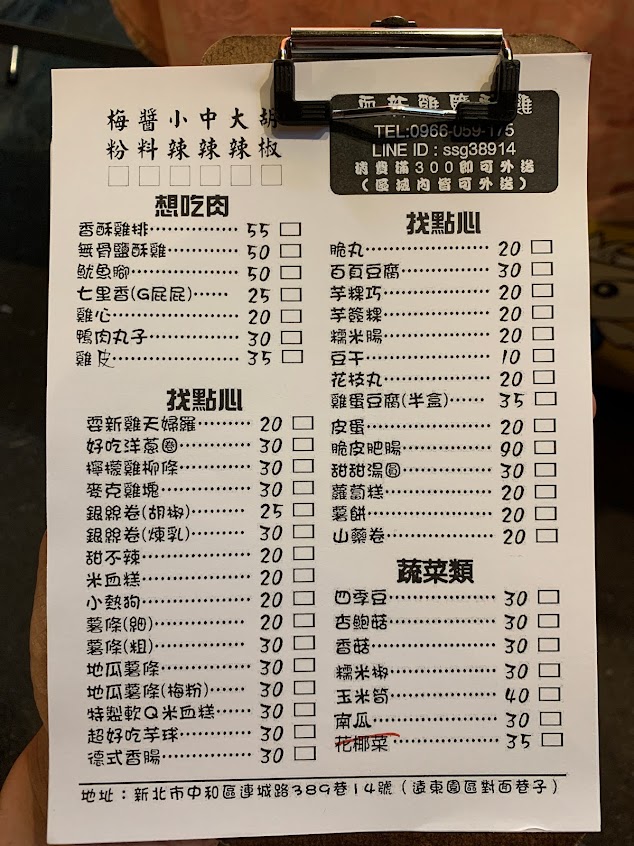 梅醬小中大胡
粉料辣辣辣椒
TEL:0966-059-175
LINE ID : ssg38914
消費滿300即可外送
(區域內皆可外送)
想吃肉
香酥雞排 55
無骨鹽酥雞 50
魷魚腳 50
七里香(G屁屁) 25
雞心 20
鴨肉丸子 30
雞皮 35
找點心
耍新雞天婦羅 20
好吃洋蔥圈 30
檸檬雞柳條 30
麥克雞塊 30
銀絲卷(胡椒) 25
銀絲卷(煉乳) 30
甜不辣 20
米血糕 20
小熱狗 20
薯條(細) 20
薯條(粗) 30
地瓜薯條 30
地瓜薯條(梅粉) 30
特製軟Q米血糕 30
超好吃芋球 30
德式香腸 30
找點心
脆丸 20
百頁豆腐 30
芋粿巧 20
芋簽粿 20
糯米腸 20
豆干 10
花枝丸 20
雞蛋豆腐(半盒) 35
皮蛋 20
脆皮肥腸 90
甜甜湯圓 30
蘿蔔糕 20
薯餅 20
山藥卷 20
蔬菜類
四季豆 30
杏鮑菇 30
香菇 30
糯米椒 30
玉米筍 40
南瓜 30
花椰菜 35
地址：新北市中和區連城路389巷14號（遠東園區對面巷子）